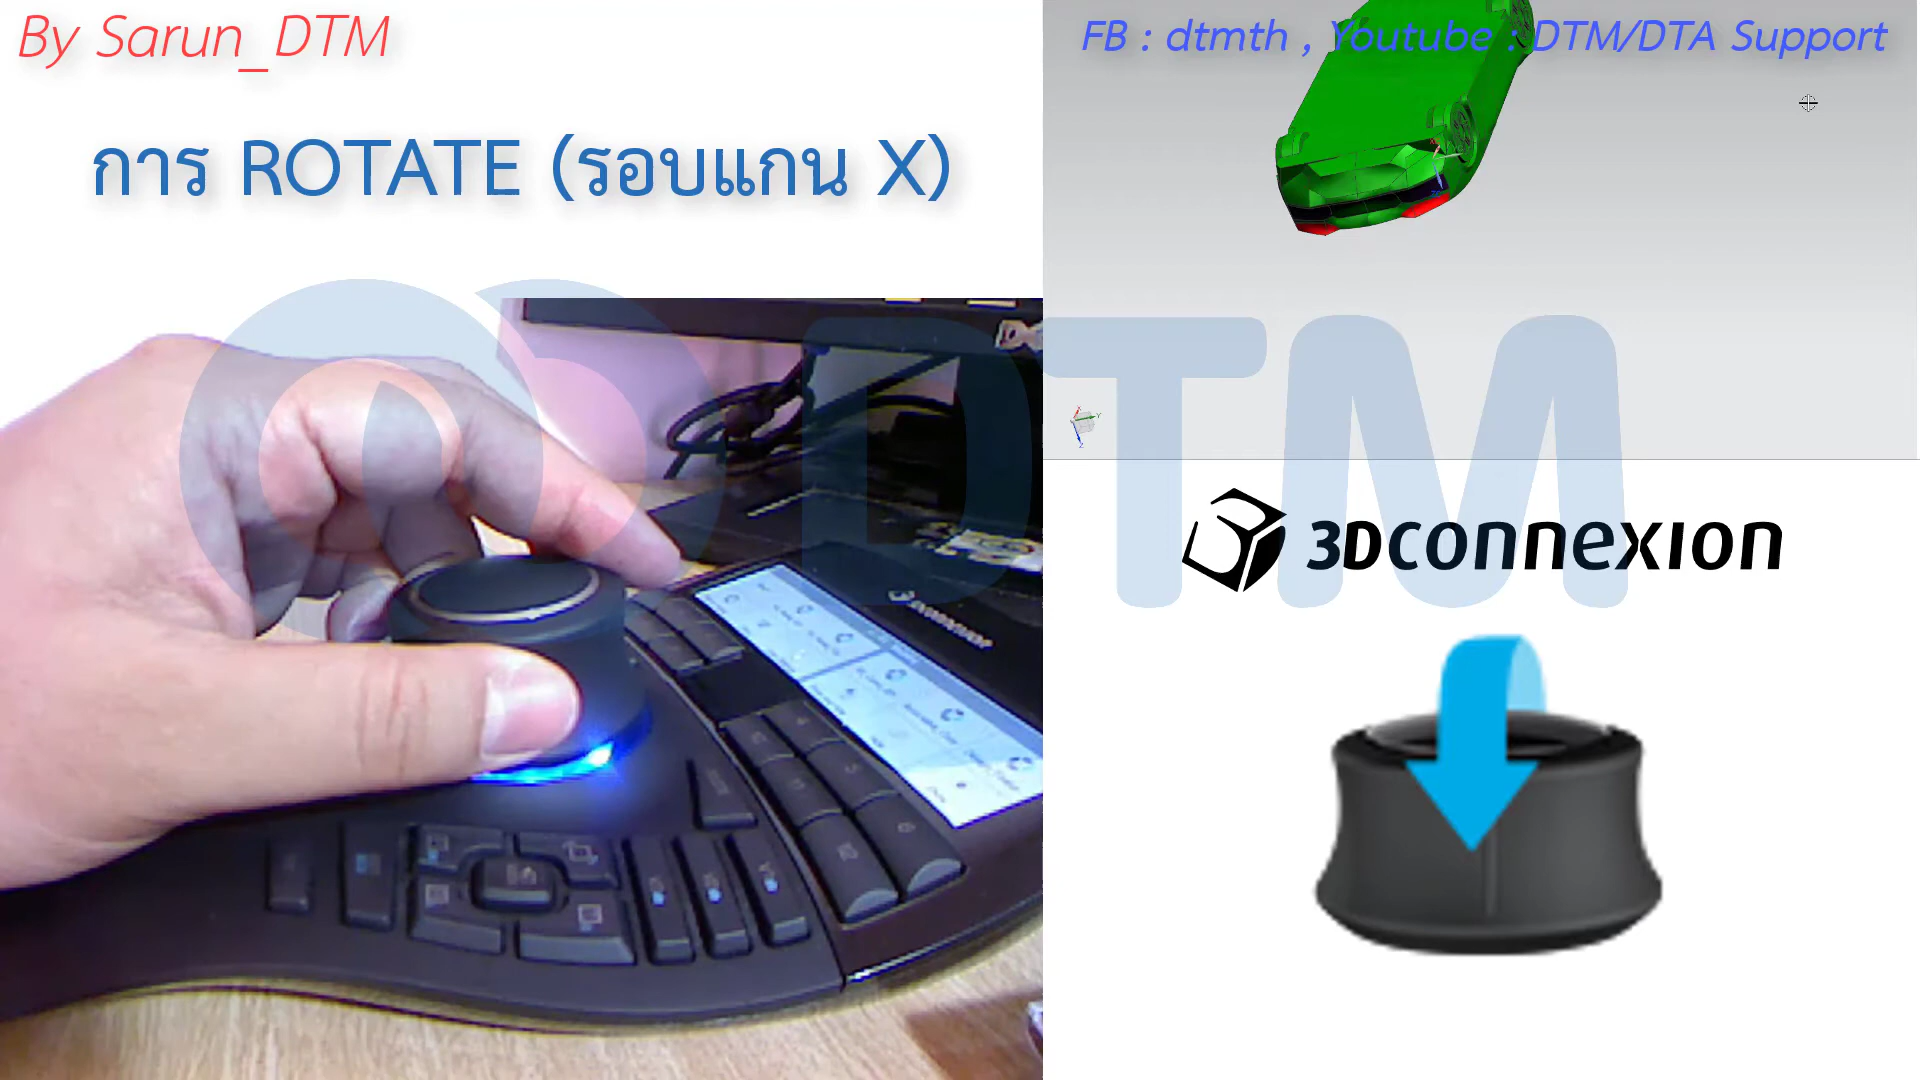 By Sarun_DTM
FB : dtmth , Youtube : DTM/DTA Support
การ ROTATE (รอบแกน X)
DTM
3Dconnexion
3Dconnexion